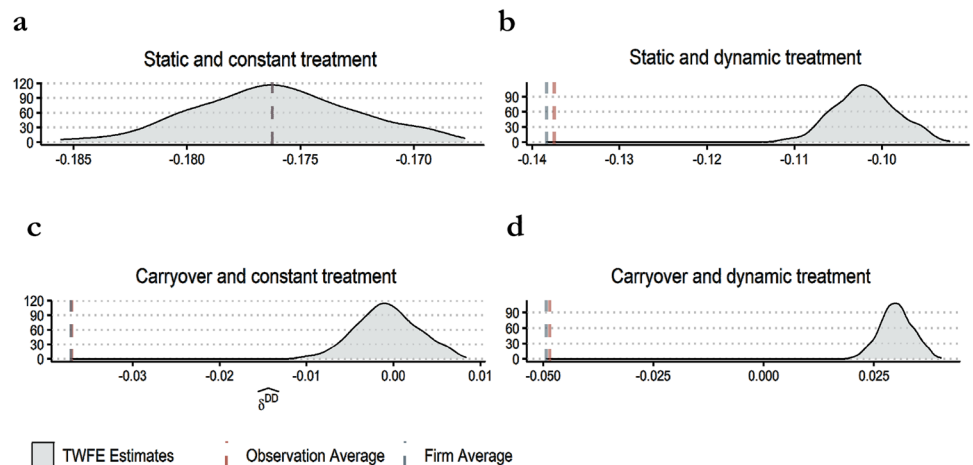 a
Static and constant treatment
120
90
60
30
0
-0.185 -0.180 -0.175 -0.170
b
Static and dynamic treatment
90
60
30
0
-0.14 -0.13 -0.12 -0.11 -0.10
c
Carryover and constant treatment
120
90
60
30
0
-0.03 -0.02 -0.01 0.00 0.01
δ̂ᴰᴰ
d
Carryover and dynamic treatment
90
60
30
0
-0.050 -0.025 0.000 0.025
TWFE Estimates Observation Average Firm Average